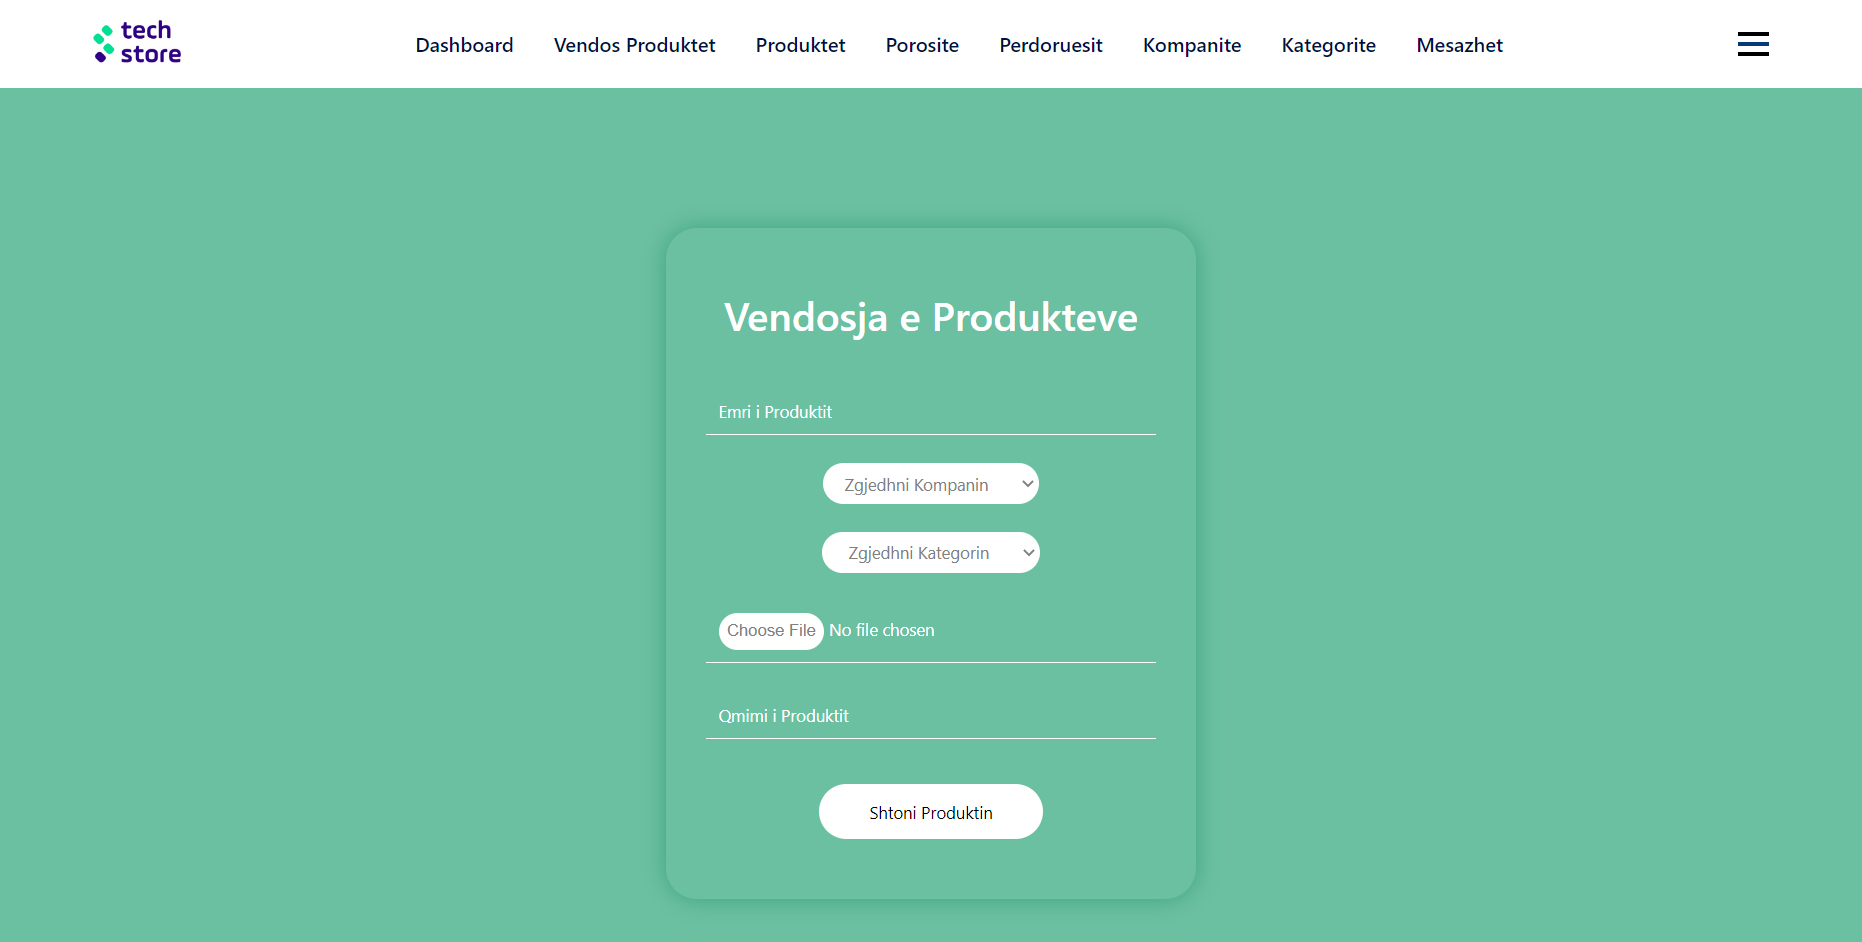 tech
store
Dashboard Vendos Produktet Produktet Porosite Perdoruesit Kompanite Kategorite Mesazhet
Vendosja e Produkteve
Emri i Produktit
Zgjedhni Kompanin
Zgjedhni Kategorin
Choose File No file chosen
Qmimi i Produktit
Shtoni Produktin